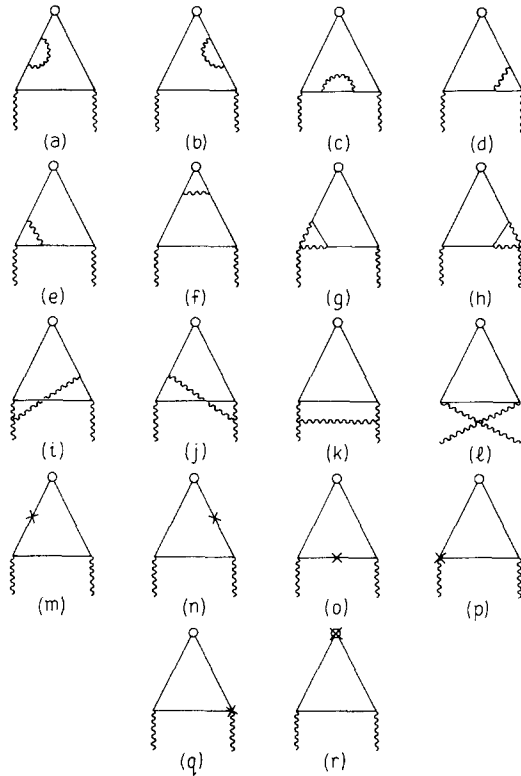 (a) (b) (c) (d)
(e) (f) (g) (h)
(i) (j) (k) (ℓ)
(m) (n) (o) (p)
(q) (r)